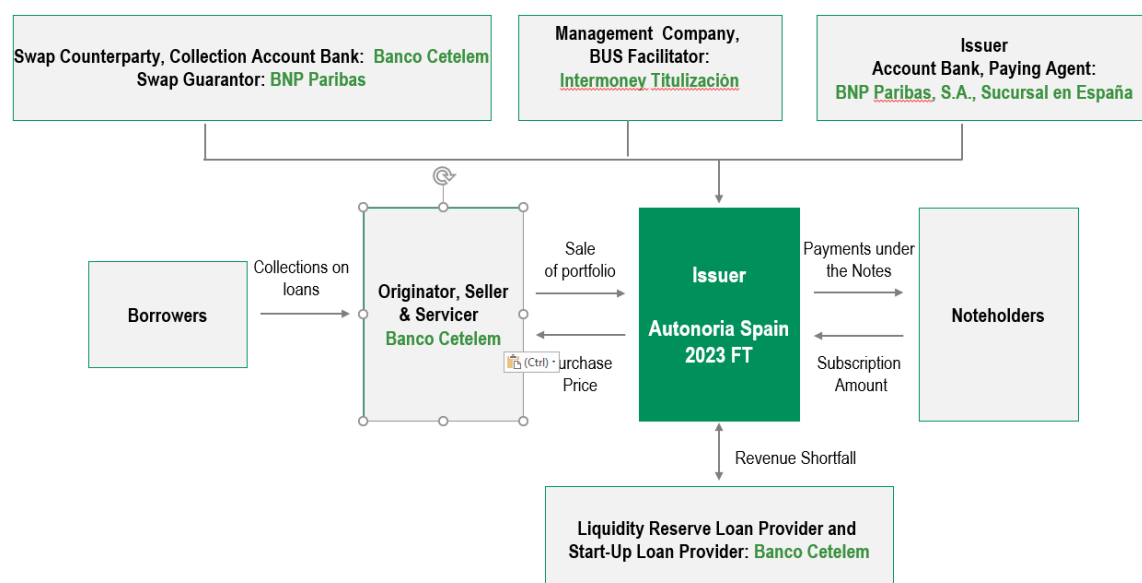 Swap Counterparty, Collection Account Bank: Banco Cetelem
Swap Guarantor: BNP Paribas
Management Company,
BUS Facilitator:
Intermoney Titulización
Issuer
Account Bank, Paying Agent:
BNP Paribas, S.A., Sucursal en España
Borrowers
Collections on
loans
Originator, Seller
& Servicer
Banco Cetelem
Sale
of portfolio
(Ctrl)
urchase
Price
Issuer
Autonoria Spain
2023 FT
Payments under
the Notes
Subscription
Amount
Noteholders
Revenue Shortfall
Liquidity Reserve Loan Provider and
Start-Up Loan Provider: Banco Cetelem